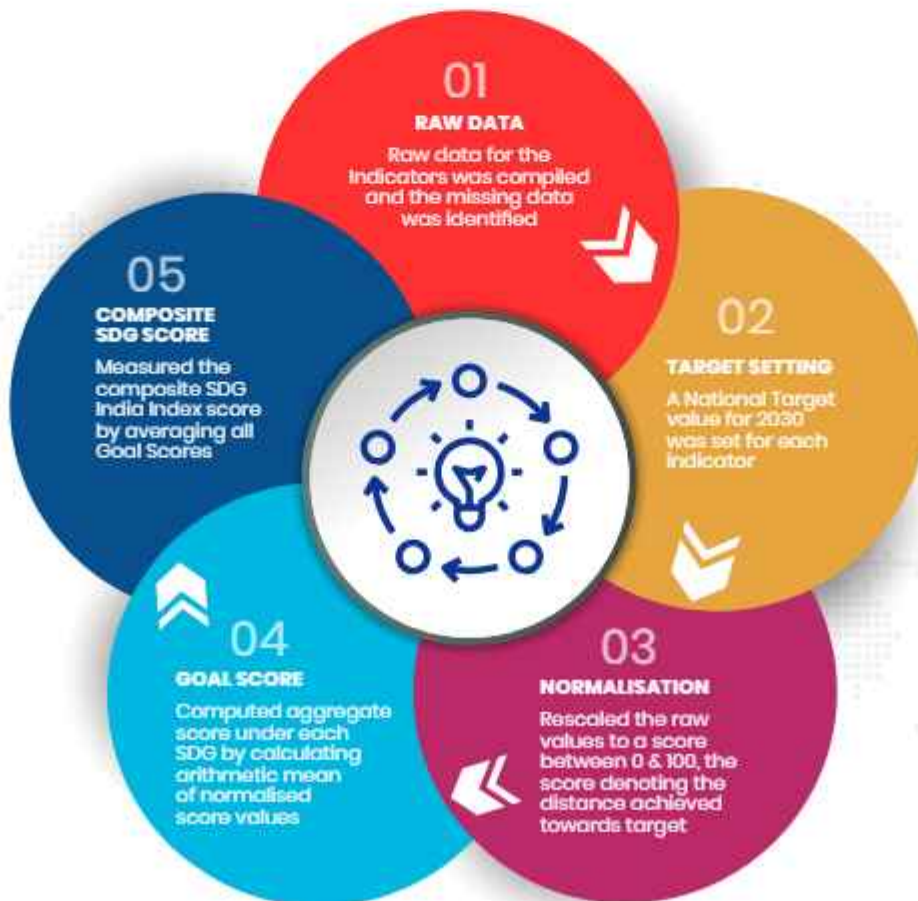 01
RAW DATA
Raw data for the
Indicators was compiled
and the missing data
was identified
02
TARGET SETTING
A National Target
value for 2030
was set for each
indicator
03
NORMALISATION
Rescaled the raw
values to a score
between 0 & 100, the
score denoting the
distance achieved
towards target
04
GOAL SCORE
Computed aggregate
score under each
SDG by calculating
arithmetic mean
of normalised
score values
05
COMPOSITE
SDG SCORE
Measured the
composite SDG
India Index score
by averaging all
Goal Scores